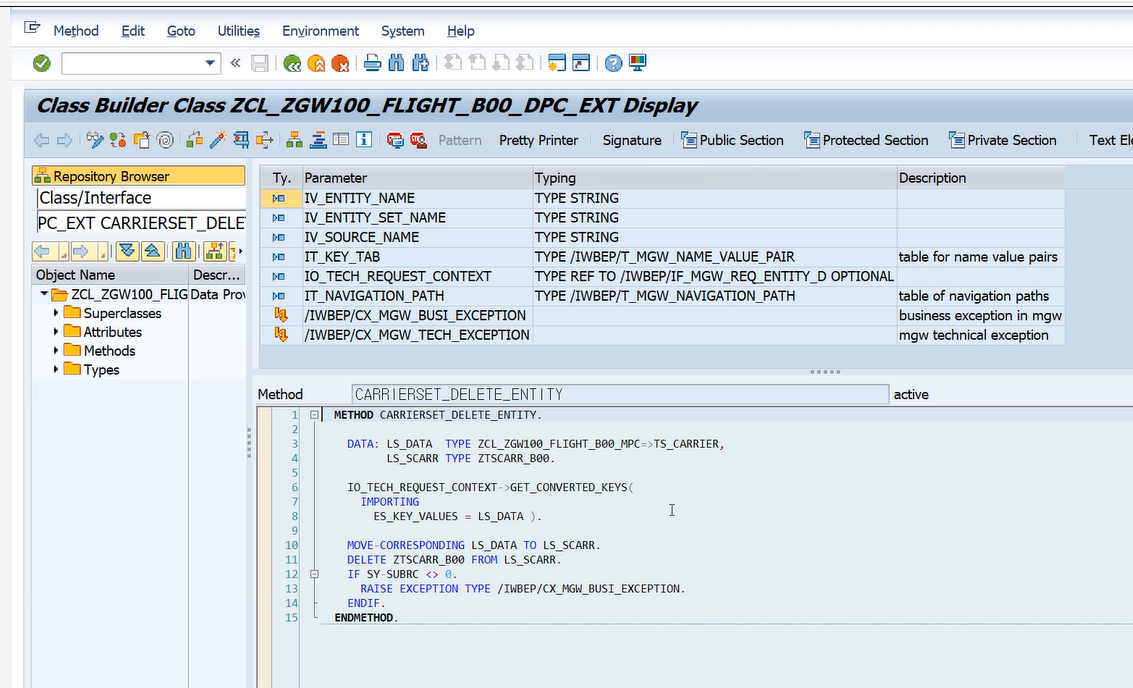 Method Edit Goto Utilities Environment System Help
Class Builder Class ZCL_ZGW100_FLIGHT_B00_DPC_EXT Display
Pattern Pretty Printer Signature Public Section Protected Section Private Section Text Ele
Repository Browser
Class/Interface
PC_EXT CARRIERSET_DELE
Object Name Descr...
ZCL_ZGW100_FLIG Data Prov
Superclasses
Attributes
Methods
Types
Ty. Parameter Typing Description
IV_ENTITY_NAME TYPE STRING
IV_ENTITY_SET_NAME TYPE STRING
IV_SOURCE_NAME TYPE STRING
IT_KEY_TAB TYPE /IWBEP/T_MGW_NAME_VALUE_PAIR table for name value pairs
IO_TECH_REQUEST_CONTEXT TYPE REF TO /IWBEP/IF_MGW_REQ_ENTITY_D OPTIONAL
IT_NAVIGATION_PATH TYPE /IWBEP/T_MGW_NAVIGATION_PATH table of navigation paths
/IWBEP/CX_MGW_BUSI_EXCEPTION business exception in mgw
/IWBEP/CX_MGW_TECH_EXCEPTION mgw technical exception
Method CARRIERSET_DELETE_ENTITY active
1 METHOD CARRIERSET_DELETE_ENTITY.
2
3 DATA: LS_DATA TYPE ZCL_ZGW100_FLIGHT_B00_MPC=>TS_CARRIER,
4 LS_SCARR TYPE ZTSCARR_B00.
5
6 IO_TECH_REQUEST_CONTEXT->GET_CONVERTED_KEYS(
7 IMPORTING
8 ES_KEY_VALUES = LS_DATA ).
9
10 MOVE-CORRESPONDING LS_DATA TO LS_SCARR.
11 DELETE ZTSCARR_B00 FROM LS_SCARR.
12 IF SY-SUBRC <> 0.
13 RAISE EXCEPTION TYPE /IWBEP/CX_MGW_BUSI_EXCEPTION.
14 ENDIF.
15 ENDMETHOD.